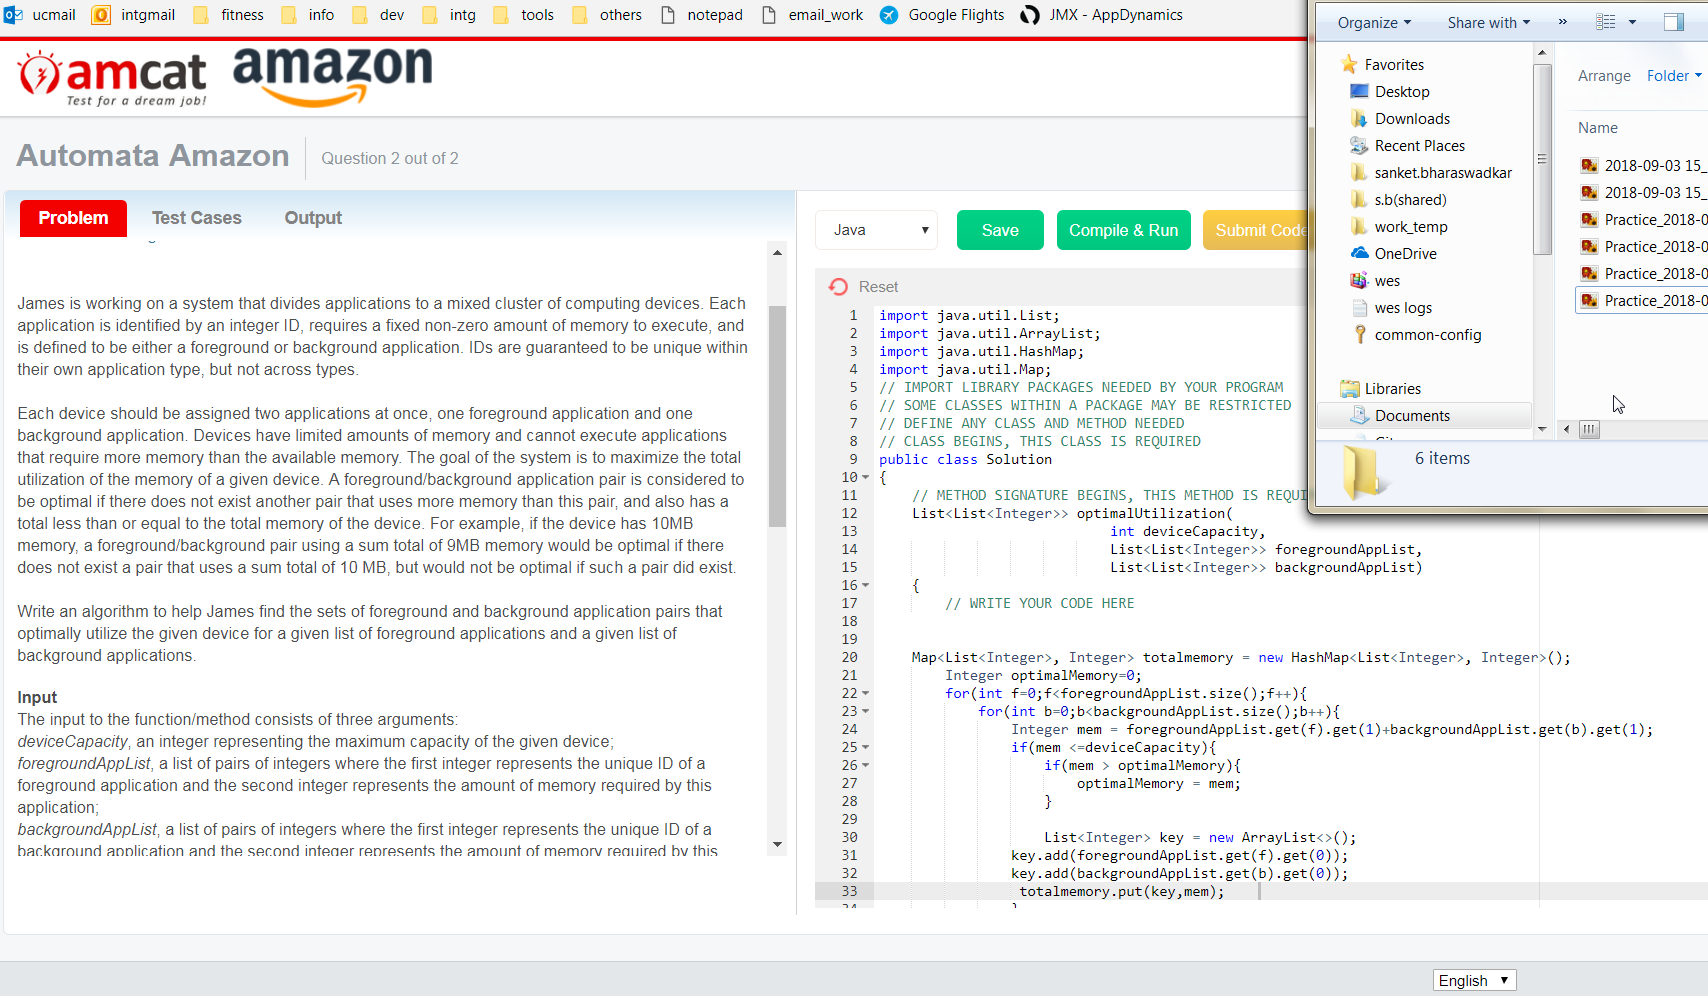 ucmail intgmail fitness info dev intg tools others notepad email_work Google Flights JMX - AppDynamics
amcat
Test for a dream job!
amazon
Automata Amazon
Question 2 out of 2
Problem Test Cases Output
James is working on a system that divides applications to a mixed cluster of computing devices. Each
application is identified by an integer ID, requires a fixed non-zero amount of memory to execute, and
is defined to be either a foreground or background application. IDs are guaranteed to be unique within
their own application type, but not across types.
Each device should be assigned two applications at once, one foreground application and one
background application. Devices have limited amounts of memory and cannot execute applications
that require more memory than the available memory. The goal of the system is to maximize the total
utilization of the memory of a given device. A foreground/background application pair is considered to
be optimal if there does not exist another pair that uses more memory than this pair, and also has a
total less than or equal to the total memory of the device. For example, if the device has 10MB
memory, a foreground/background pair using a sum total of 9MB memory would be optimal if there
does not exist a pair that uses a sum total of 10 MB, but would not be optimal if such a pair did exist.
Write an algorithm to help James find the sets of foreground and background application pairs that
optimally utilize the given device for a given list of foreground applications and a given list of
background applications.
Input
The input to the function/method consists of three arguments:
deviceCapacity, an integer representing the maximum capacity of the given device;
foregroundAppList, a list of pairs of integers where the first integer represents the unique ID of a
foreground application and the second integer represents the amount of memory required by this
application;
backgroundAppList, a list of pairs of integers where the first integer represents the unique ID of a
background application and the second integer represents the amount of memory required by this
Java Save Compile & Run Submit Code
Reset
1 import java.util.List;
2 import java.util.ArrayList;
3 import java.util.HashMap;
4 import java.util.Map;
5 // IMPORT LIBRARY PACKAGES NEEDED BY YOUR PROGRAM
6 // SOME CLASSES WITHIN A PACKAGE MAY BE RESTRICTED
7 // DEFINE ANY CLASS AND METHOD NEEDED
8 // CLASS BEGINS, THIS CLASS IS REQUIRED
9 public class Solution
10 {
11 // METHOD SIGNATURE BEGINS, THIS METHOD IS REQUI
12 List<List<Integer>> optimalUtilization(
13 int deviceCapacity,
14 List<List<Integer>> foregroundAppList,
15 List<List<Integer>> backgroundAppList)
16 {
17 // WRITE YOUR CODE HERE
18
19
20 Map<List<Integer>, Integer> totalmemory = new HashMap<List<Integer>, Integer>();
21 Integer optimalMemory=0;
22 for(int f=0;f<foregroundAppList.size();f++){
23 for(int b=0;b<backgroundAppList.size();b++){
24 Integer mem = foregroundAppList.get(f).get(1)+backgroundAppList.get(b).get(1);
25 if(mem <=deviceCapacity){
26 if(mem > optimalMemory){
27 optimalMemory = mem;
28 }
29
30 List<Integer> key = new ArrayList<>();
31 key.add(foregroundAppList.get(f).get(0));
32 key.add(backgroundAppList.get(b).get(0));
33 totalmemory.put(key,mem);
34 }
Organize Share with »
Favorites
Desktop
Downloads
Recent Places
sanket.bharaswadkar
s.b(shared)
work_temp
OneDrive
wes
wes logs
common-config
Libraries
Documents
Arrange Folder
Name
2018-09-03 15_
2018-09-03 15_
Practice_2018-0
Practice_2018-0
Practice_2018-0
Practice_2018-0
6 items
English